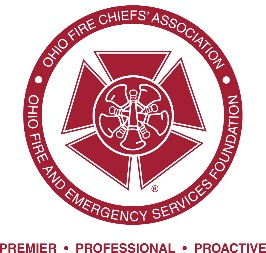 OHIO FIRE CHIEFS' ASSOCIATION
OHIO FIRE AND EMERGENCY SERVICES FOUNDATION
®
PREMIER • PROFESSIONAL • PROACTIVE